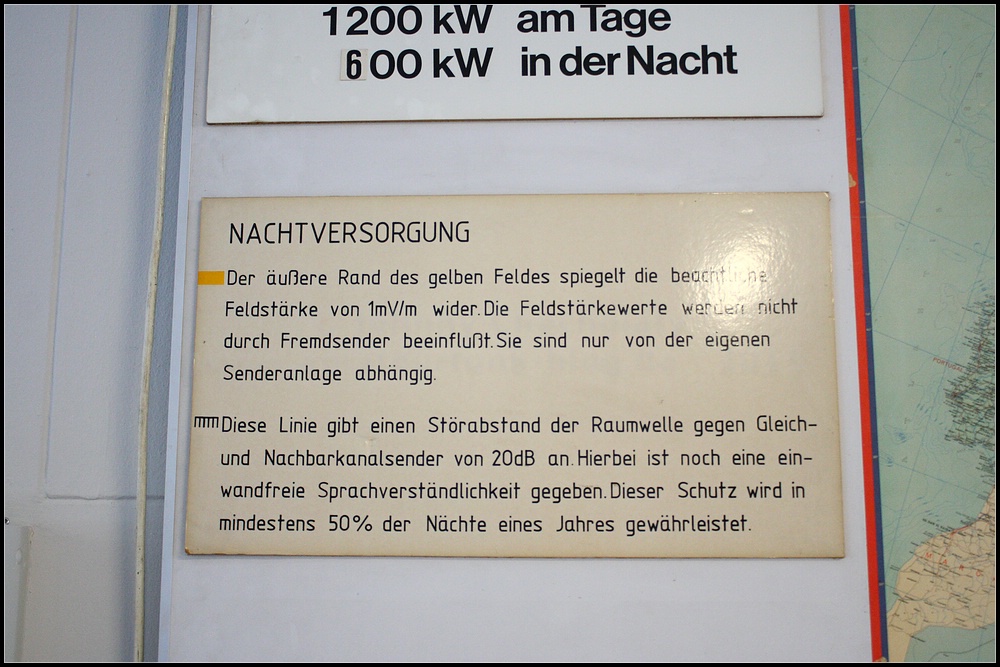 1200 kW am Tage
600 kW in der Nacht
NACHTVERSORGUNG
Der äußere Rand des gelben Feldes spiegelt die beachtliche
Feldstärke von 1mV/m wider. Die Feldstärkewerte werden nicht
durch Fremdsender beeinflußt. Sie sind nur von der eigenen
Senderanlage abhängig.
Diese Linie gibt einen Störabstand der Raumwelle gegen Gleich-
und Nachbarkanalsender von 20dB an. Hierbei ist noch eine ein-
wandfreie Sprachverständlichkeit gegeben. Dieser Schutz wird in
mindestens 50% der Nächte eines Jahres gewährleistet.
PORTUGAL